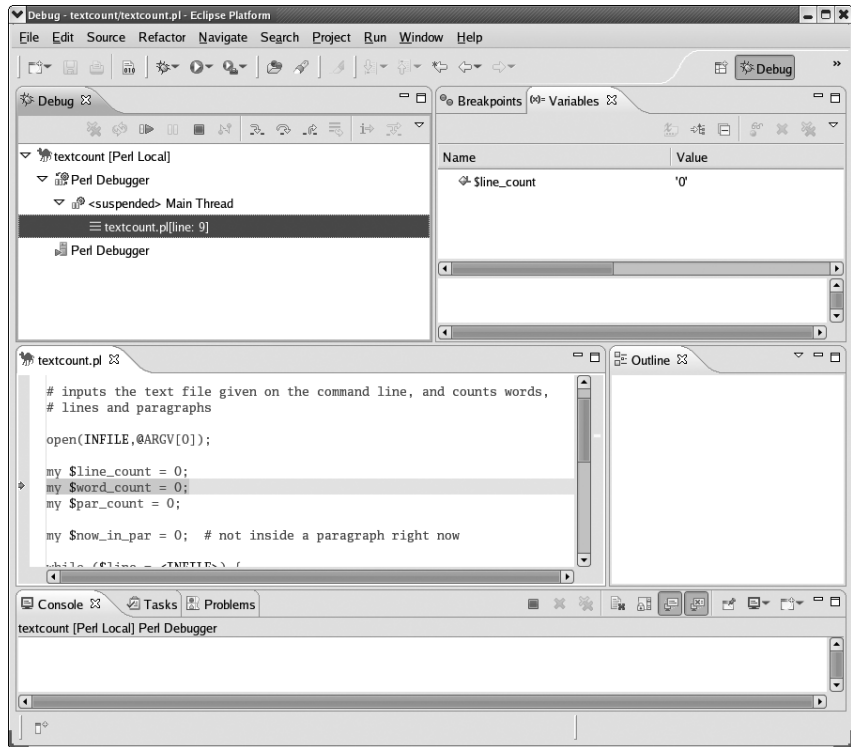 Debug - textcount/textcount.pl - Eclipse Platform
File Edit Source Refactor Navigate Search Project Run Window Help
Debug »
Debug
Breakpoints (x)= Variables
textcount [Perl Local]
Perl Debugger
<suspended> Main Thread
textcount.pl[line: 9]
Perl Debugger
Name Value
$line_count '0'
textcount.pl
# inputs the text file given on the command line, and counts words,
# lines and paragraphs
open(INFILE,@ARGV[0]);
my $line_count = 0;
my $word_count = 0;
my $par_count = 0;
my $now_in_par = 0;  # not inside a paragraph right now
while ($line = <INFILE>) {
Outline
Console Tasks Problems
textcount [Perl Local] Perl Debugger